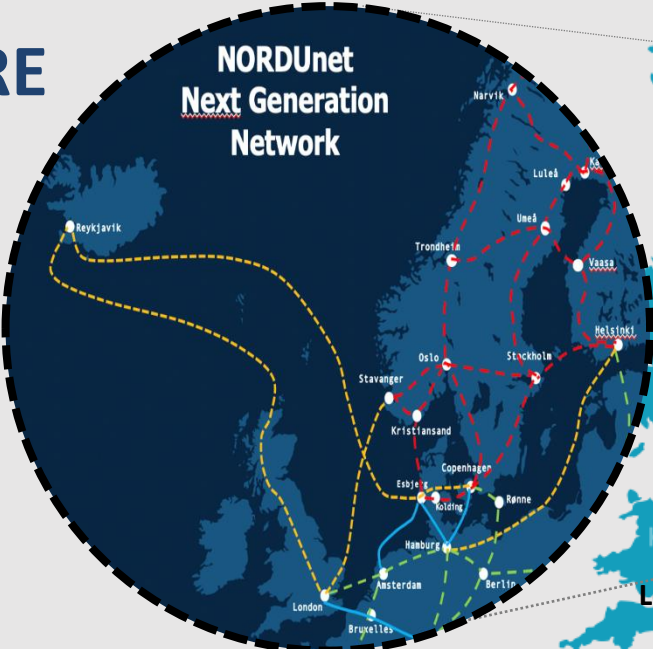 RE
NORDUnet
Next Generation
Network
Narvik
Luleå
Ke
Umeå
Reykjavik
Trondheim
Vaasa
Helsinki
Oslo
Stockholm
Stavanger
Kristiansand
Copenhagen
Esbjerg
Kolding
Rønne
Hamburg
Amsterdam
Berlin
London
L
Bruxelles